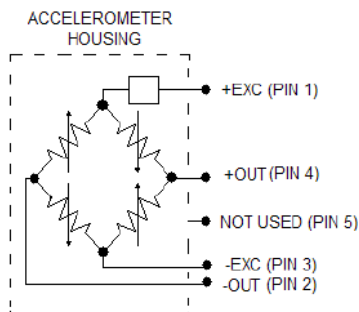 ACCELEROMETER
HOUSING
+EXC (PIN 1)
+OUT (PIN 4)
NOT USED (PIN 5)
-EXC (PIN 3)
-OUT (PIN 2)